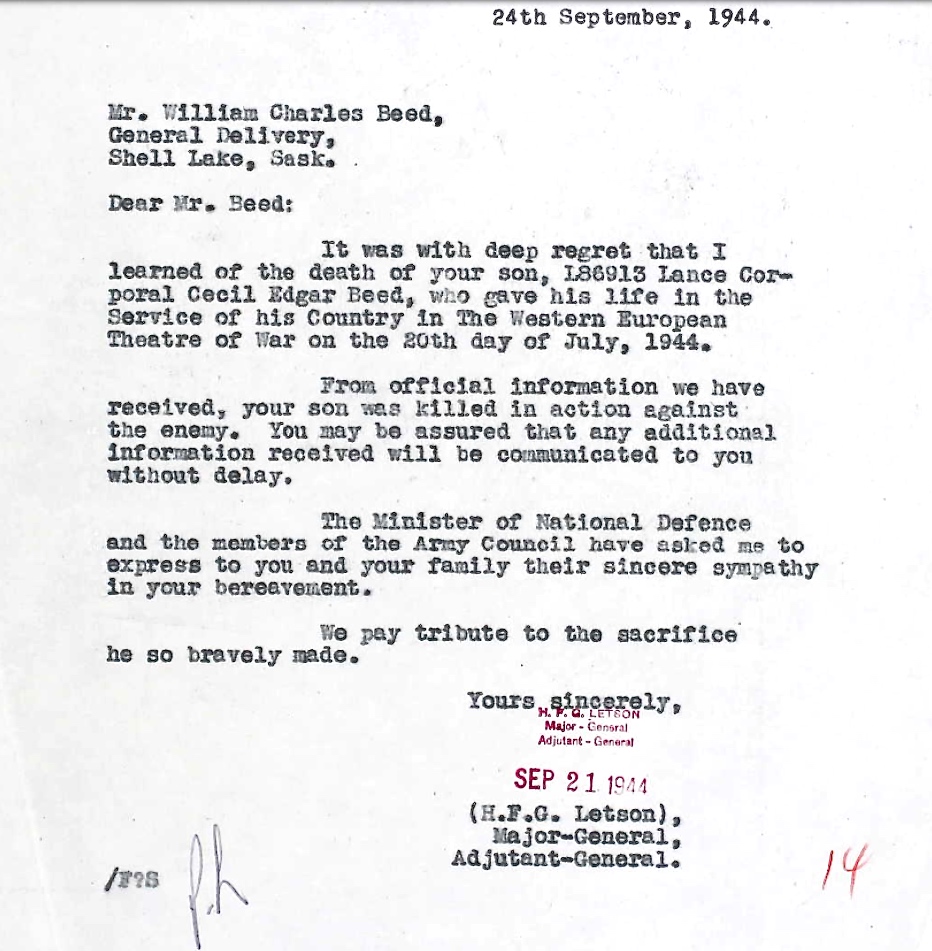 24th September, 1944.
Mr. William Charles Beed,
General Delivery,
Shell Lake, Sask.
Dear Mr. Beed:
It was with deep regret that I
learned of the death of your son, L86913 Lance Cor-
poral Cecil Edgar Beed, who gave his life in the
Service of his Country in The Western European
Theatre of War on the 20th day of July, 1944.
From official information we have
received, your son was killed in action against
the enemy. You may be assured that any additional
information received will be communicated to you
without delay.
The Minister of National Defence
and the members of the Army Council have asked me to
express to you and your family their sincere sympathy
in your bereavement.
We pay tribute to the sacrifice
he so bravely made.
Yours sincerely,
H. F. G. LETSON
Major - General
Adjutant - General
SEP 21 1944
(H.F.G. Letson),
Major-General,
Adjutant-General.
14